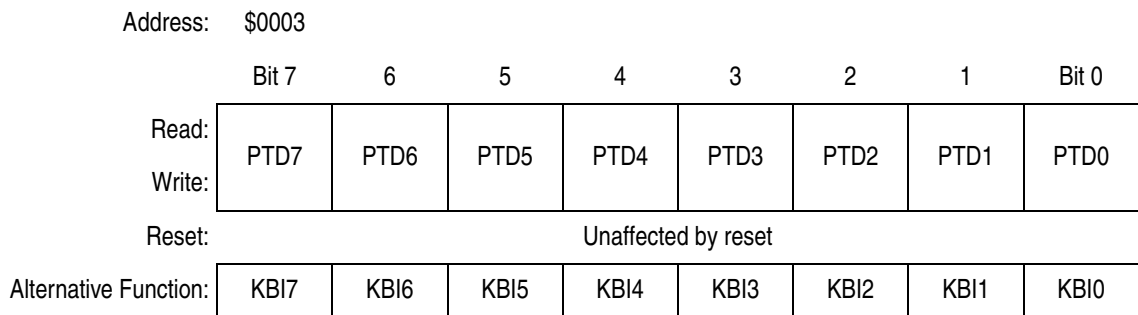 Address: $0003
Bit 7 6 5 4 3 2 1 Bit 0
Read:
PTD7 PTD6 PTD5 PTD4 PTD3 PTD2 PTD1 PTD0
Write:
Reset: Unaffected by reset
Alternative Function: KBI7 KBI6 KBI5 KBI4 KBI3 KBI2 KBI1 KBI0